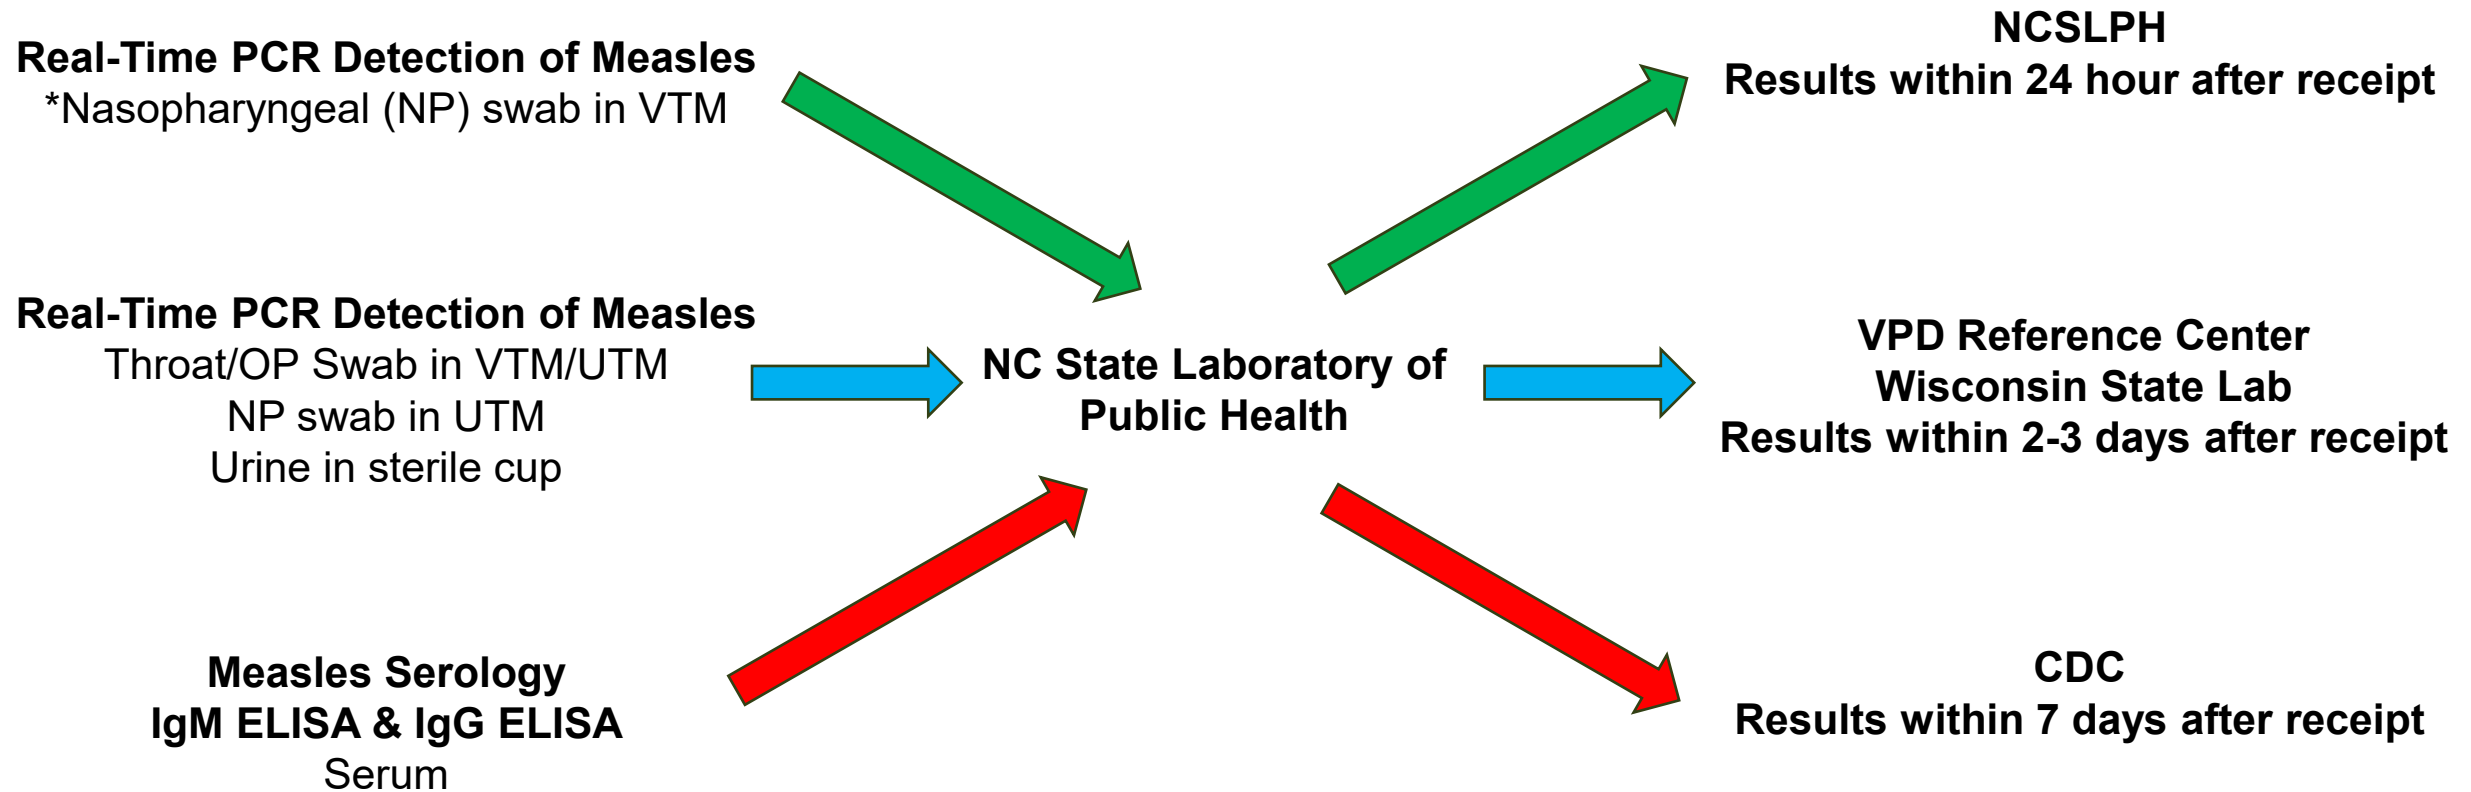 Real-Time PCR Detection of Measles
*Nasopharyngeal (NP) swab in VTM
Real-Time PCR Detection of Measles
Throat/OP Swab in VTM/UTM
NP swab in UTM
Urine in sterile cup
Measles Serology
IgM ELISA & IgG ELISA
Serum
NC State Laboratory of
Public Health
NCSLPH
Results within 24 hour after receipt
VPD Reference Center
Wisconsin State Lab
Results within 2-3 days after receipt
CDC
Results within 7 days after receipt